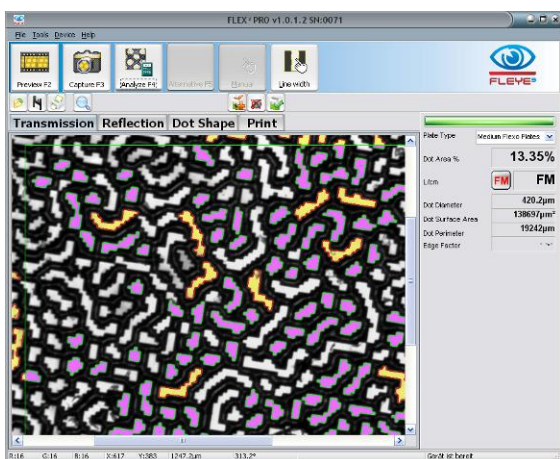 FLEX³PRO v1.0.1.2 SN:0071
File Tools Device Help
Preview F2
Capture F3
Analyze F4
Alternative F5
Manual
Line width
FLEYE³
Transmission Reflection Dot Shape Print
Plate Type Medium Flexo Plates
Dot Area % 13.35%
L/cm FM FM
Dot Diameter 420.2µm
Dot Surface Area 138697µm²
Dot Perimeter 19242µm
Edge Factor
R:16 G:16 B:16 X:617 Y:383 1247.2µm 313.2°
Gerät ist bereit